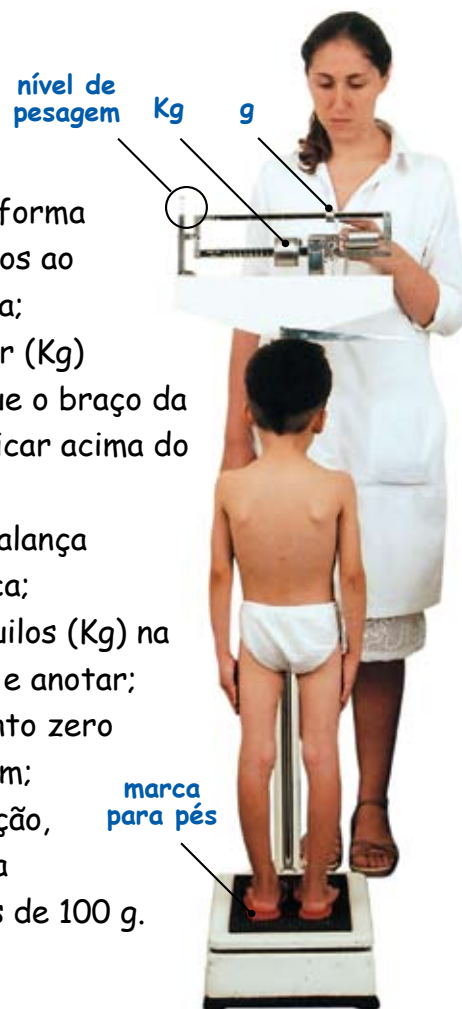 nível de
pesagem
Kg
g
forma
os ao
a;
r (Kg)
ue o braço da
icar acima do
alança
ca;
uilos (Kg) na
e anotar;
nto zero
m;
ção,
a
s de 100 g.
marca
para pés